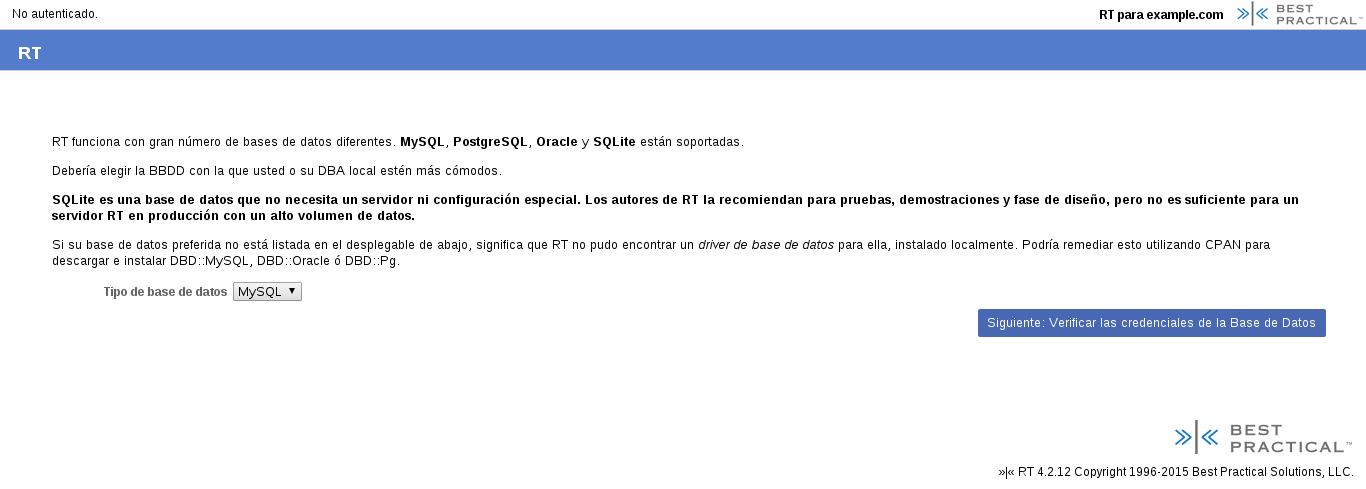 No autenticado.
RT para example.com
BEST
PRACTICAL™
RT
RT funciona con gran número de bases de datos diferentes. MySQL, PostgreSQL, Oracle y SQLite están soportadas.
Debería elegir la BBDD con la que usted o su DBA local estén más cómodos.
SQLite es una base de datos que no necesita un servidor ni configuración especial. Los autores de RT la recomiendan para pruebas, demostraciones y fase de diseño, pero no es suficiente para un
servidor RT en producción con un alto volumen de datos.
Si su base de datos preferida no está listada en el desplegable de abajo, significa que RT no pudo encontrar un driver de base de datos para ella, instalado localmente. Podría remediar esto utilizando CPAN para
descargar e instalar DBD::MySQL, DBD::Oracle ó DBD::Pg.
Tipo de base de datos MySQL
Siguiente: Verificar las credenciales de la Base de Datos
BEST
PRACTICAL™
»|« RT 4.2.12 Copyright 1996-2015 Best Practical Solutions, LLC.